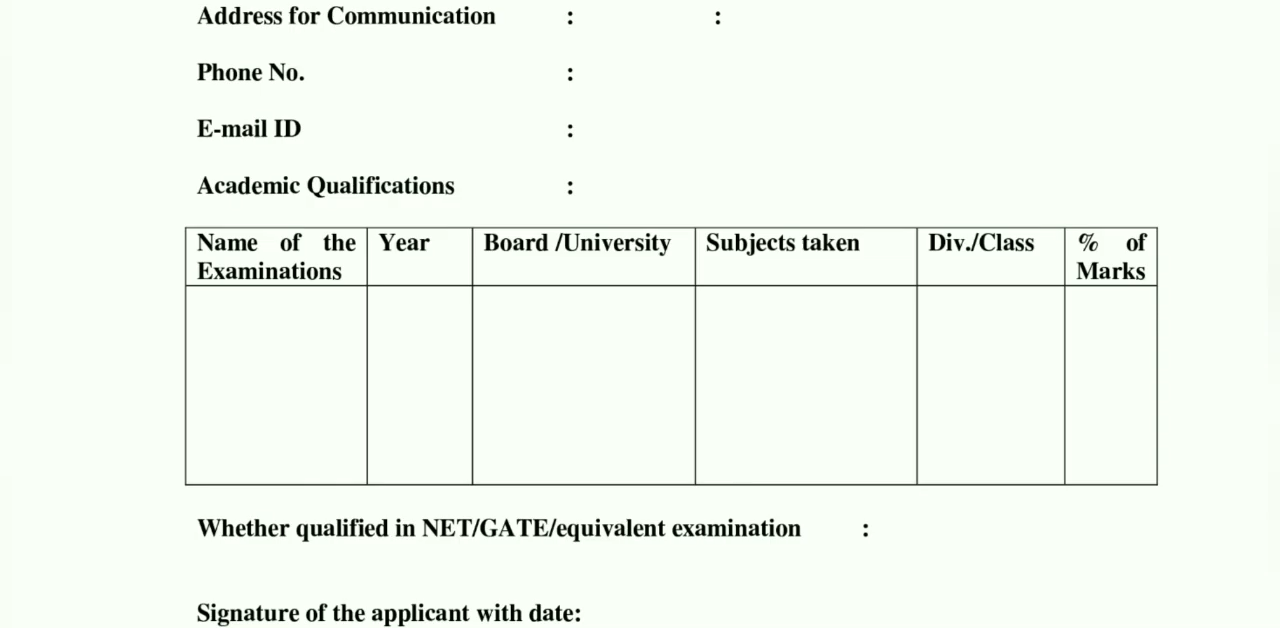 Address for Communication : :
Phone No. :
E-mail ID :
Academic Qualifications :
Name of the Examinations Year Board /University Subjects taken Div./Class % of Marks
Whether qualified in NET/GATE/equivalent examination :
Signature of the applicant with date: